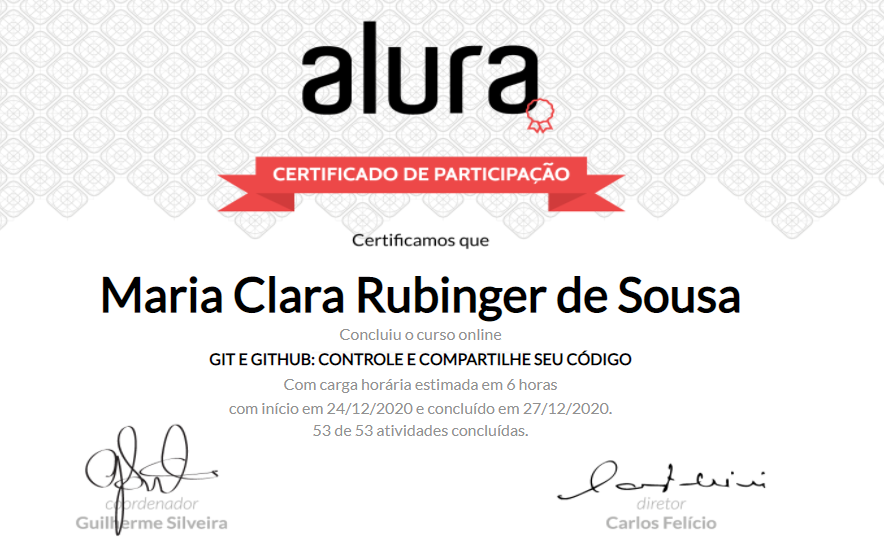 alura
CERTIFICADO DE PARTICIPAÇÃO
Certificamos que
Maria Clara Rubinger de Sousa
Concluiu o curso online
GIT E GITHUB: CONTROLE E COMPARTILHE SEU CÓDIGO
Com carga horária estimada em 6 horas
com início em 24/12/2020 e concluído em 27/12/2020.
53 de 53 atividades concluídas.
coordenador
Guilherme Silveira
diretor
Carlos Felício